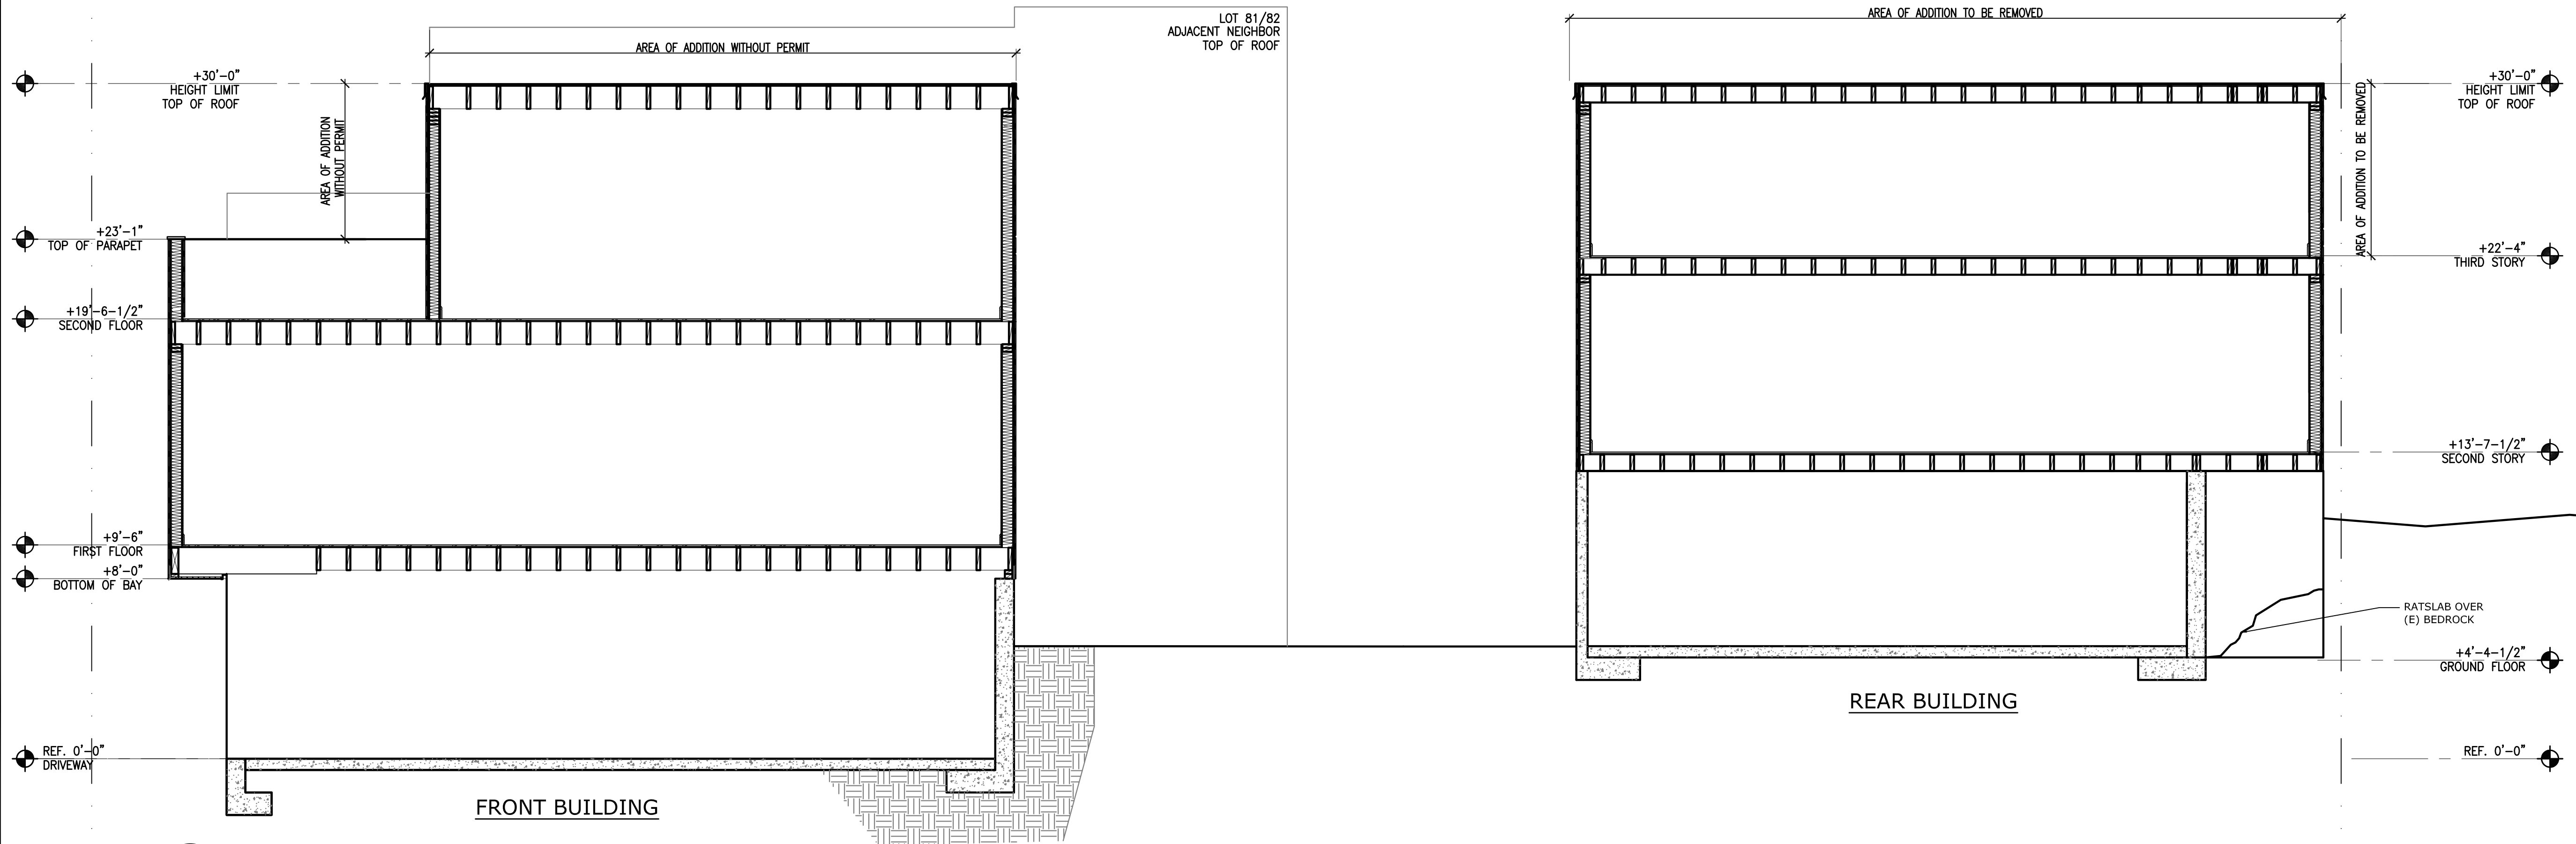 LOT 81/82
ADJACENT NEIGHBOR
TOP OF ROOF
AREA OF ADDITION WITHOUT PERMIT
+30'-0"
HEIGHT LIMIT
TOP OF ROOF
AREA OF ADDITION
WITHOUT PERMIT
+23'-1"
TOP OF PARAPET
+19'-6-1/2"
SECOND FLOOR
+9'-6"
FIRST FLOOR
+8'-0"
BOTTOM OF BAY
REF. 0'-0"
DRIVEWAY
FRONT BUILDING
AREA OF ADDITION TO BE REMOVED
AREA OF ADDITION TO BE REMOVED
+30'-0"
HEIGHT LIMIT
TOP OF ROOF
+22'-4"
THIRD STORY
+13'-7-1/2"
SECOND STORY
RATSLAB OVER
(E) BEDROCK
+4'-4-1/2"
GROUND FLOOR
REF. 0'-0"
REAR BUILDING